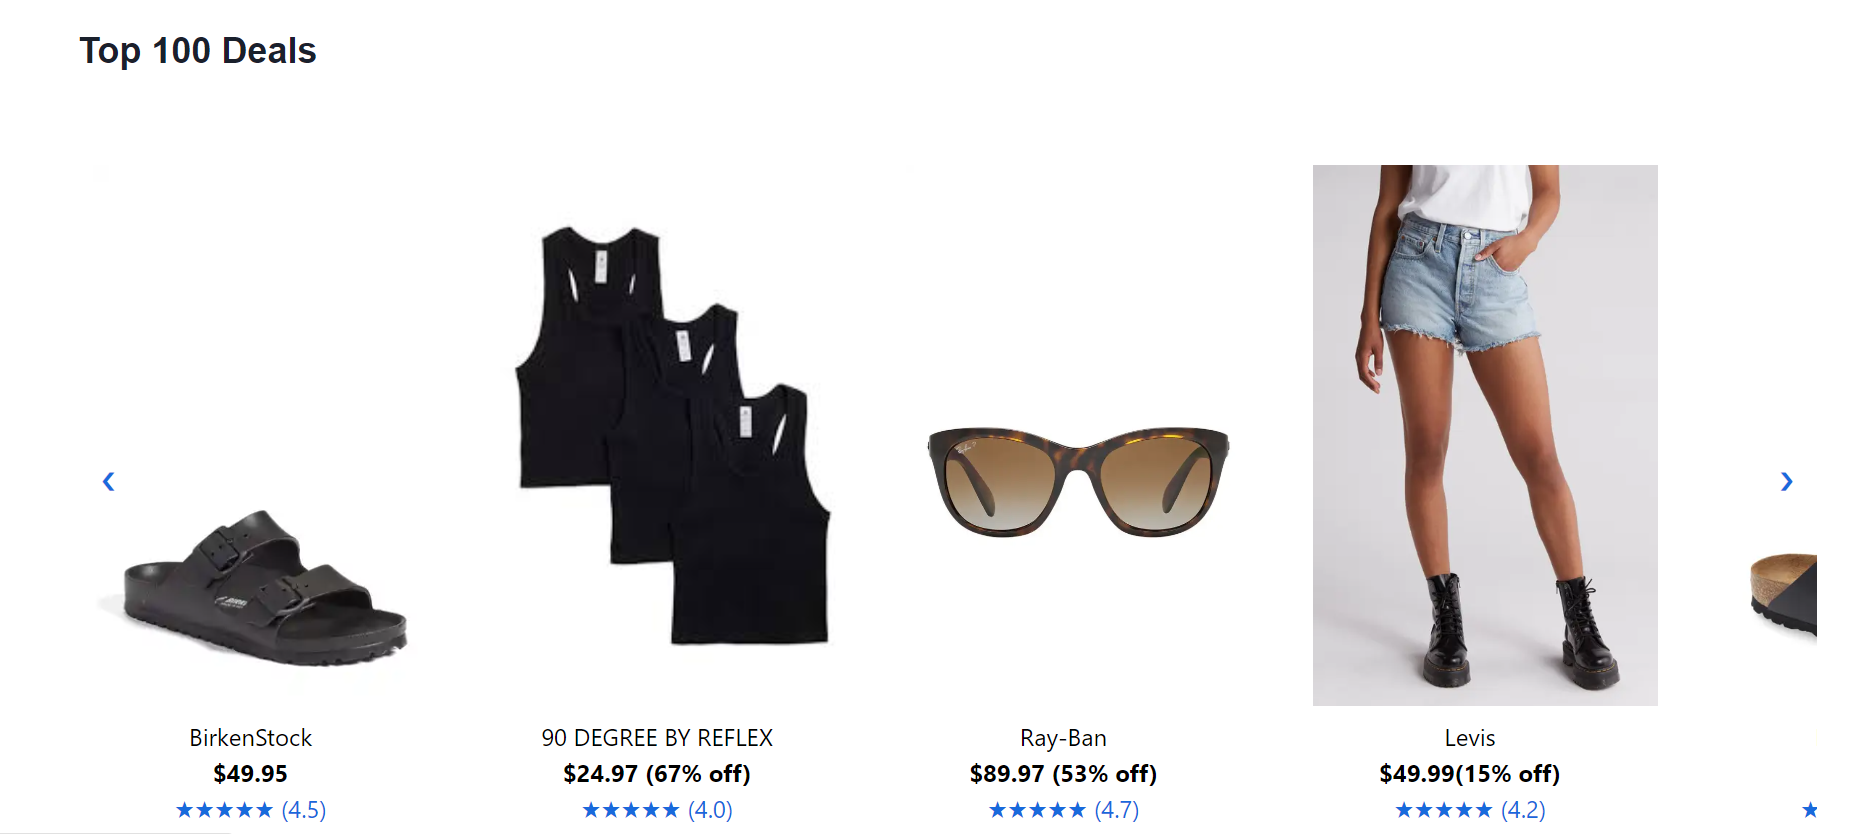 Top 100 Deals
BirkenStock
$49.95
★★★★★ (4.5)
90 DEGREE BY REFLEX
$24.97 (67% off)
★★★★★ (4.0)
Ray-Ban
$89.97 (53% off)
★★★★★ (4.7)
Levis
$49.99(15% off)
★★★★★ (4.2)